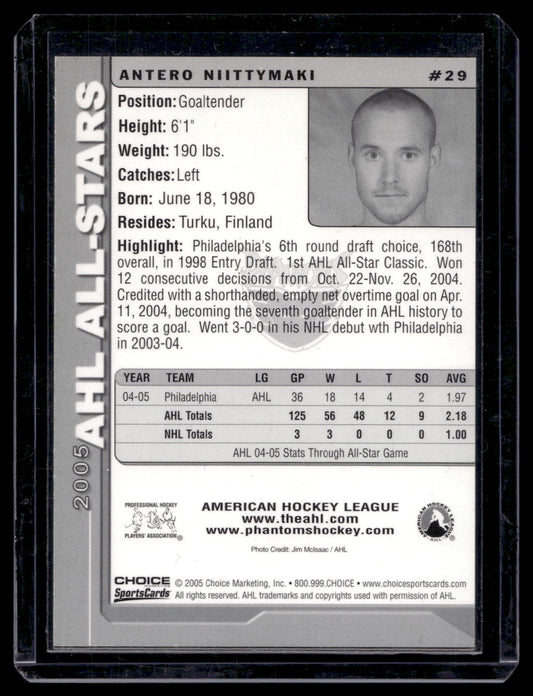 ANTERO NIITTYMAKI #29
Position: Goaltender
Height: 6'1"
Weight: 190 lbs.
Catches: Left
Born: June 18, 1980
Resides: Turku, Finland
Highlight: Philadelphia's 6th round draft choice, 168th
overall, in 1998 Entry Draft. 1st AHL All-Star Classic. Won
12 consecutive decisions from Oct. 22-Nov. 26, 2004.
Credited with a shorthanded, empty net overtime goal on Apr.
11, 2004, becoming the seventh goaltender in AHL history to
score a goal. Went 3-0-0 in his NHL debut wth Philadelphia
in 2003-04.
2005 AHL ALL-STARS
YEAR TEAM LG GP W L T SO AVG
04-05 Philadelphia AHL 36 18 14 4 2 1.97
AHL Totals 125 56 48 12 9 2.18
NHL Totals 3 3 0 0 0 1.00
AHL 04-05 Stats Through All-Star Game
PROFESSIONAL HOCKEY
PLAYERS' ASSOCIATION
AMERICAN HOCKEY LEAGUE
www.theahl.com
www.phantomshockey.com
AMERICAN HOCKEY LEAGUE
AHL
Photo Credit: Jim McIsaac / AHL
CHOICE
SportsCards
© 2005 Choice Marketing, Inc. • 800.999.CHOICE • www.choicesportscards.com
All rights reserved. AHL trademarks and copyrights used with permission of AHL.